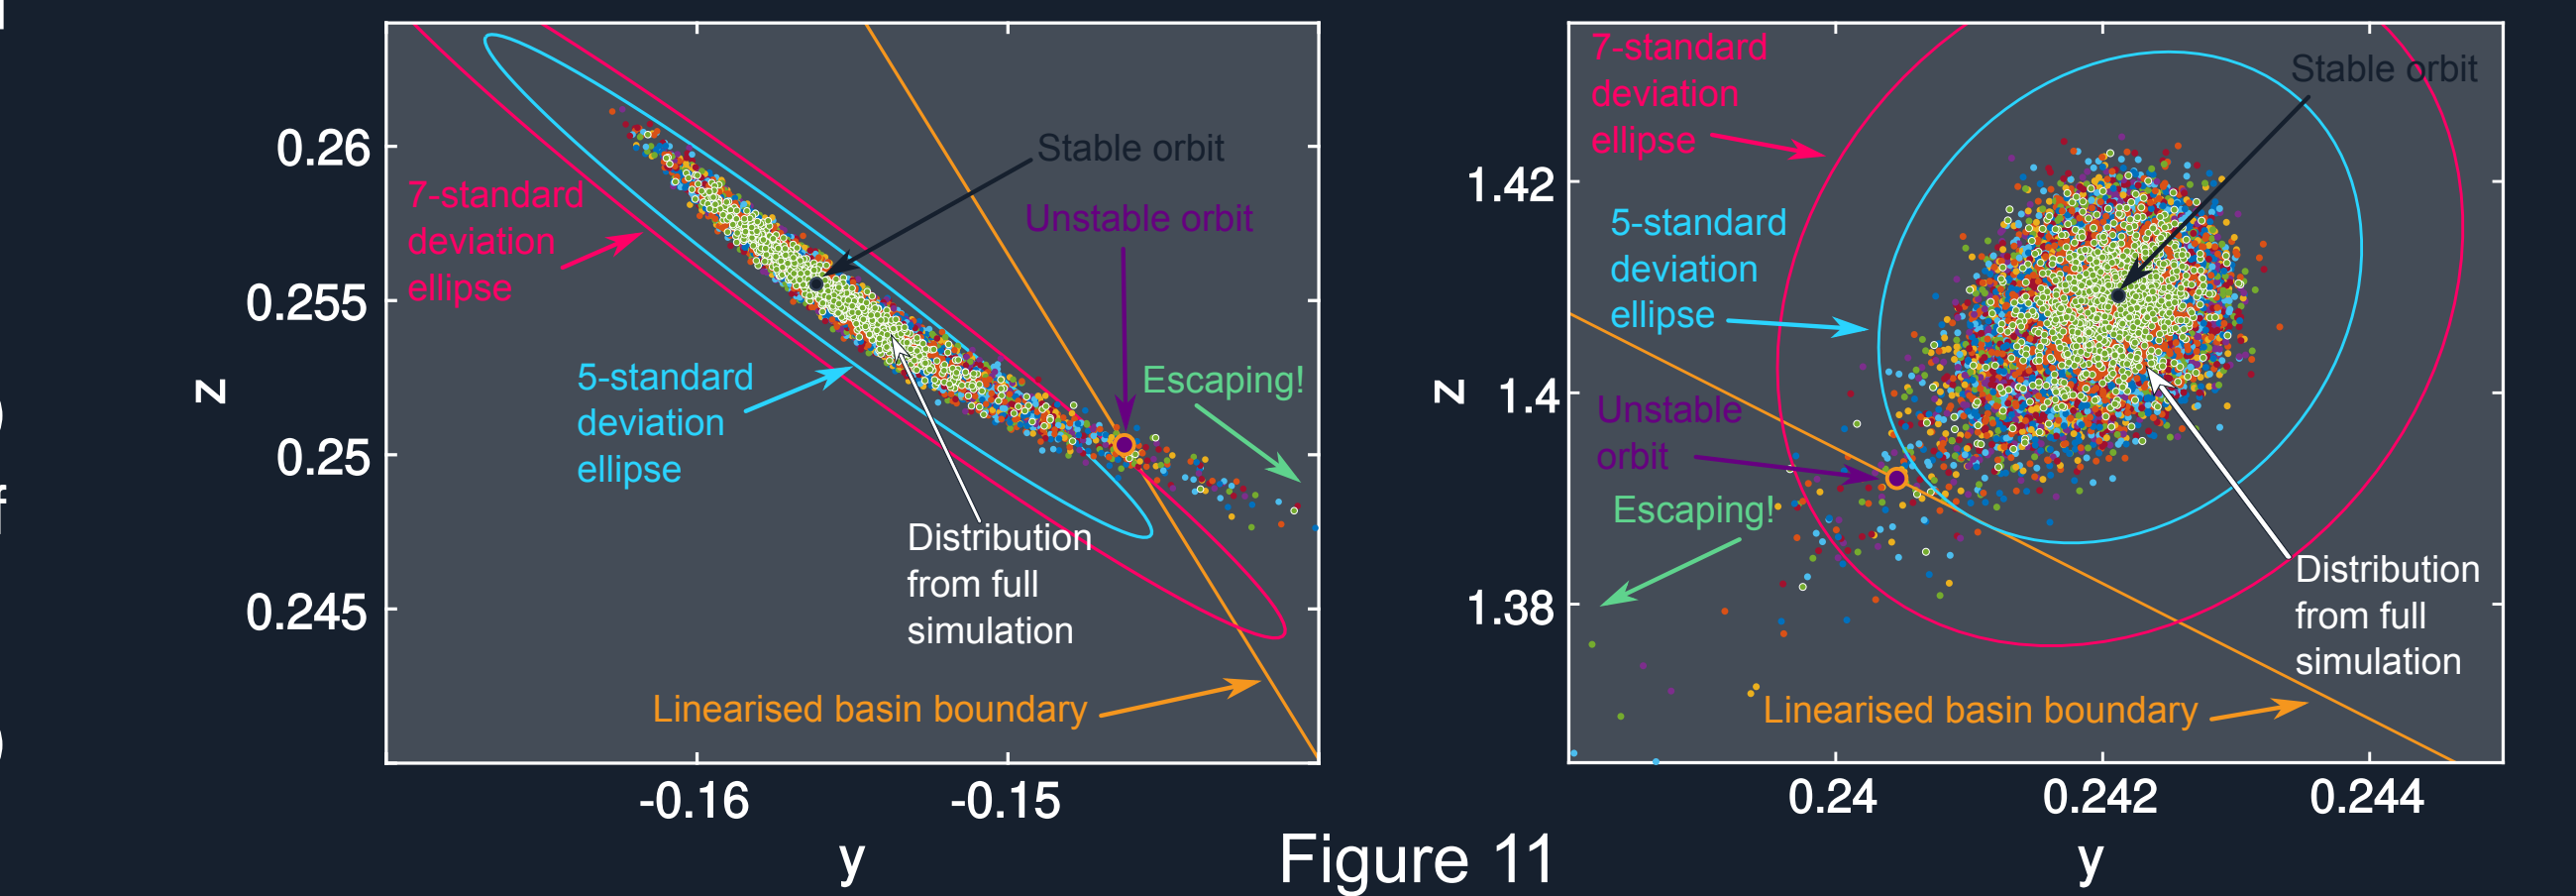 7-standard
deviation
ellipse
Stable orbit
Unstable orbit
5-standard
deviation
ellipse
Escaping!
Distribution
from full
simulation
Linearised basin boundary
0.26
0.255
0.25
0.245
z
-0.16
-0.15
y
7-standard
deviation
ellipse
Stable orbit
5-standard
deviation
ellipse
Unstable
orbit
Escaping!
Distribution
from full
simulation
Linearised basin boundary
1.42
1.4
1.38
z
0.24
0.242
0.244
y
Figure 11